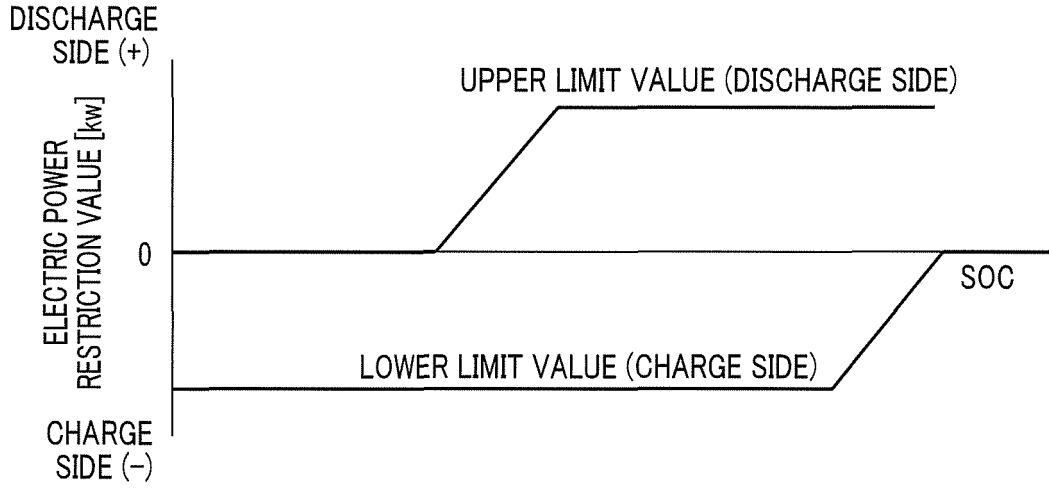 DISCHARGE
SIDE (+)
UPPER LIMIT VALUE (DISCHARGE SIDE)
ELECTRIC POWER
RESTRICTION VALUE [kw]
0
SOC
LOWER LIMIT VALUE (CHARGE SIDE)
CHARGE
SIDE (-)